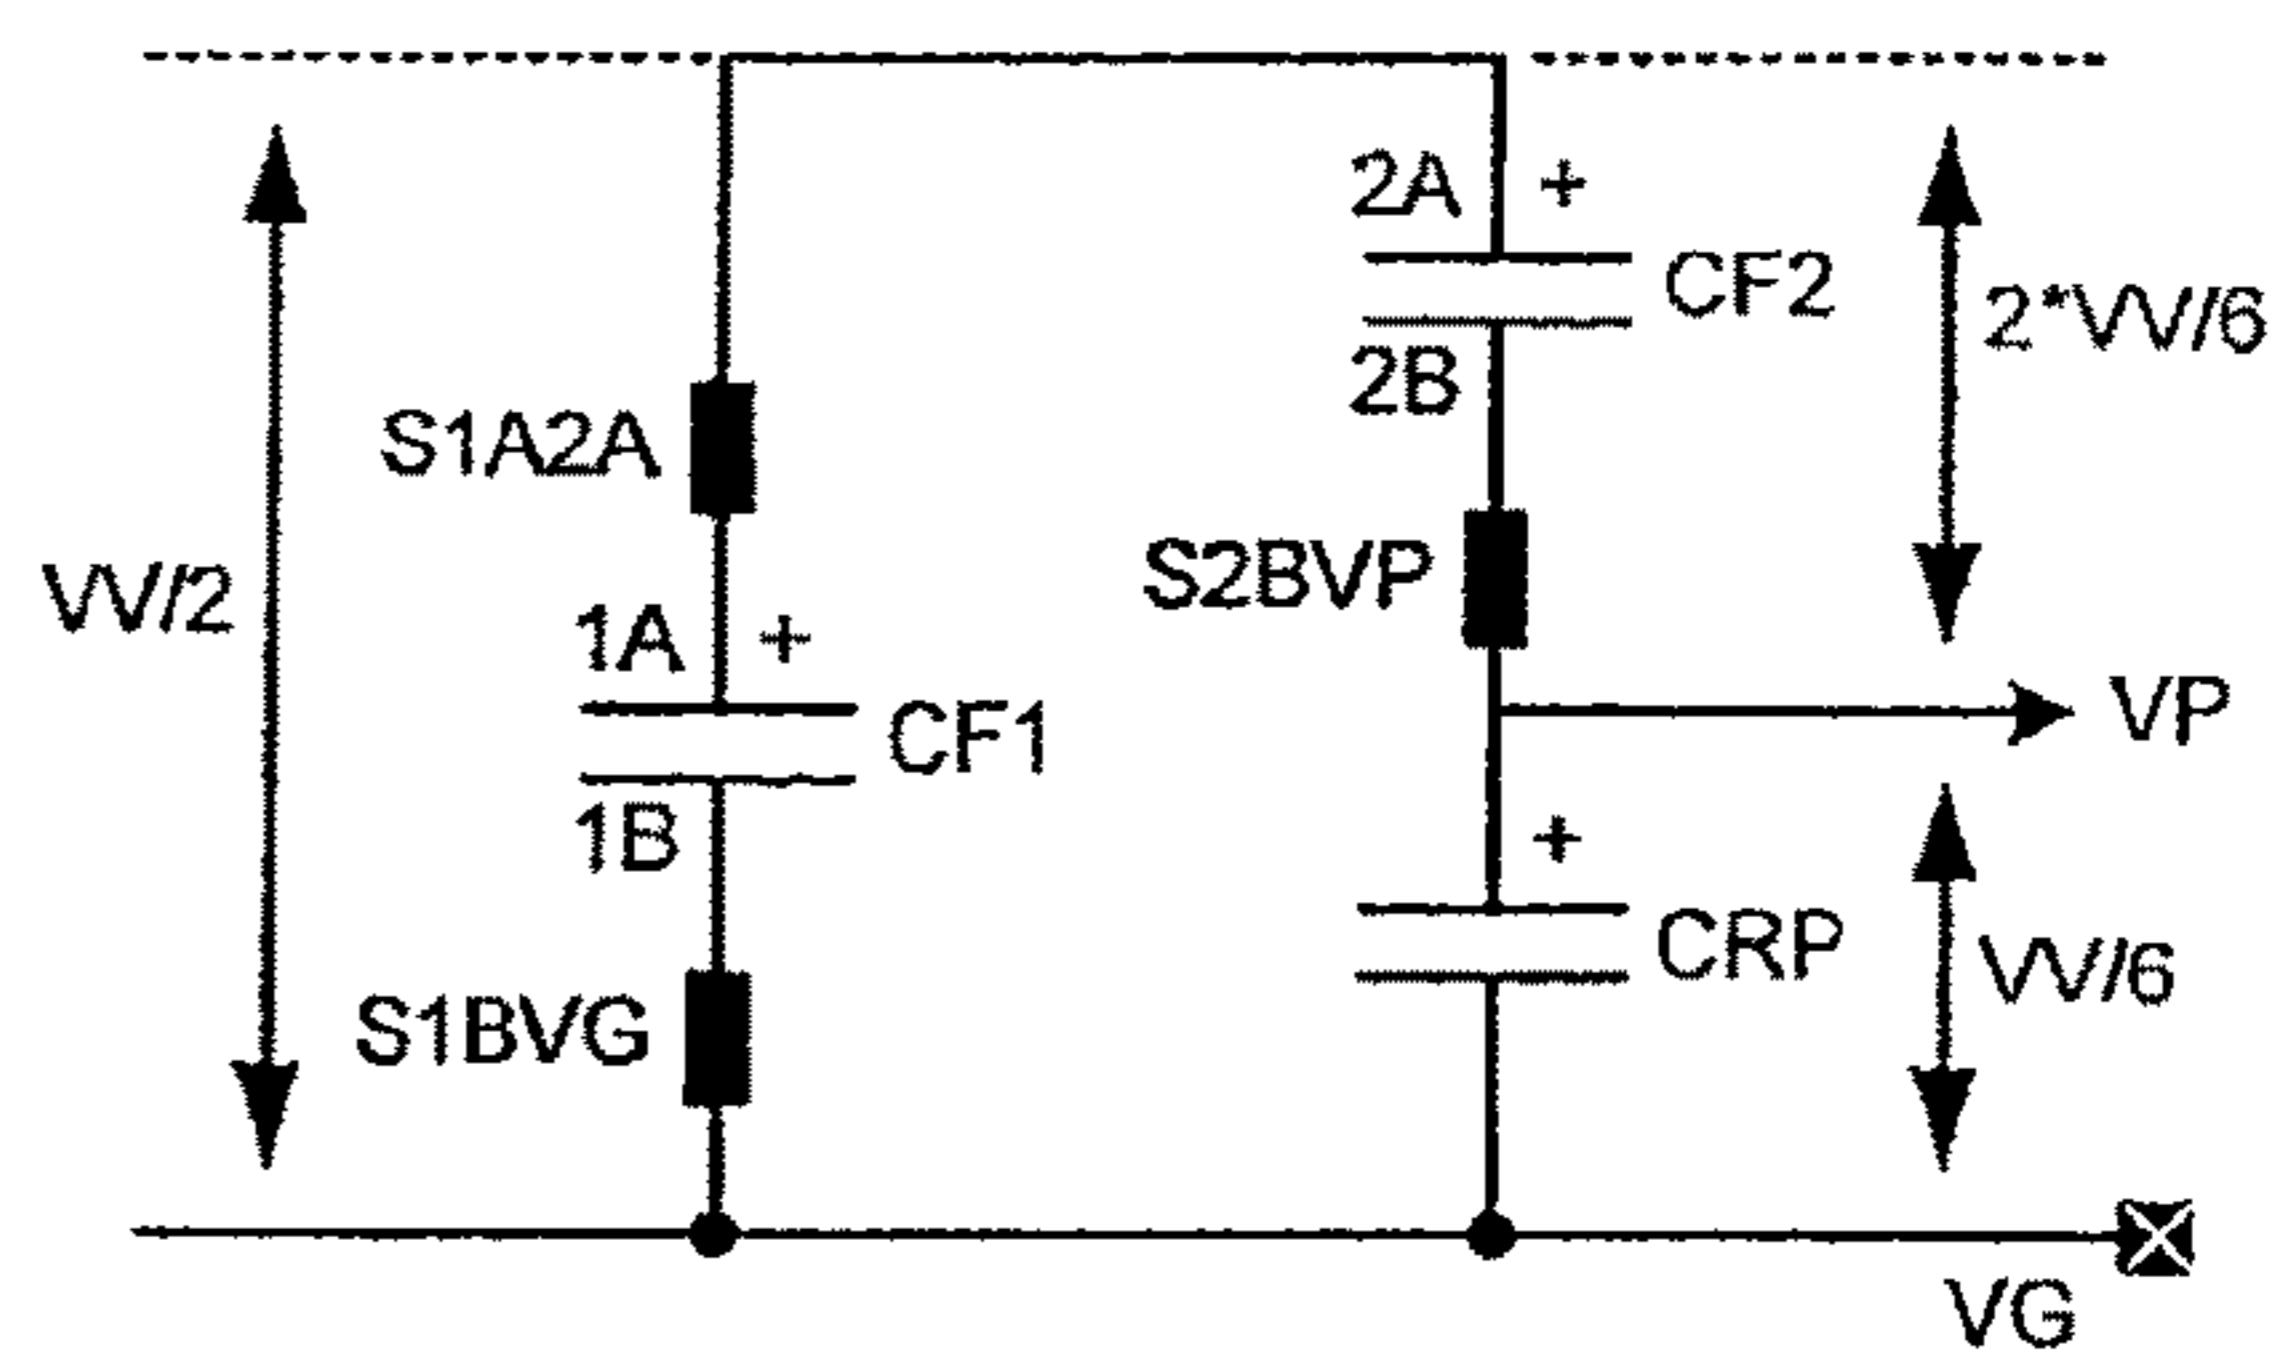 2A +
CF2
2*VV/6
2B
S1A2A
S2BVP
VV/2
1A +
VP
CF1
1B
+
CRP
VV/6
S1BVG
VG